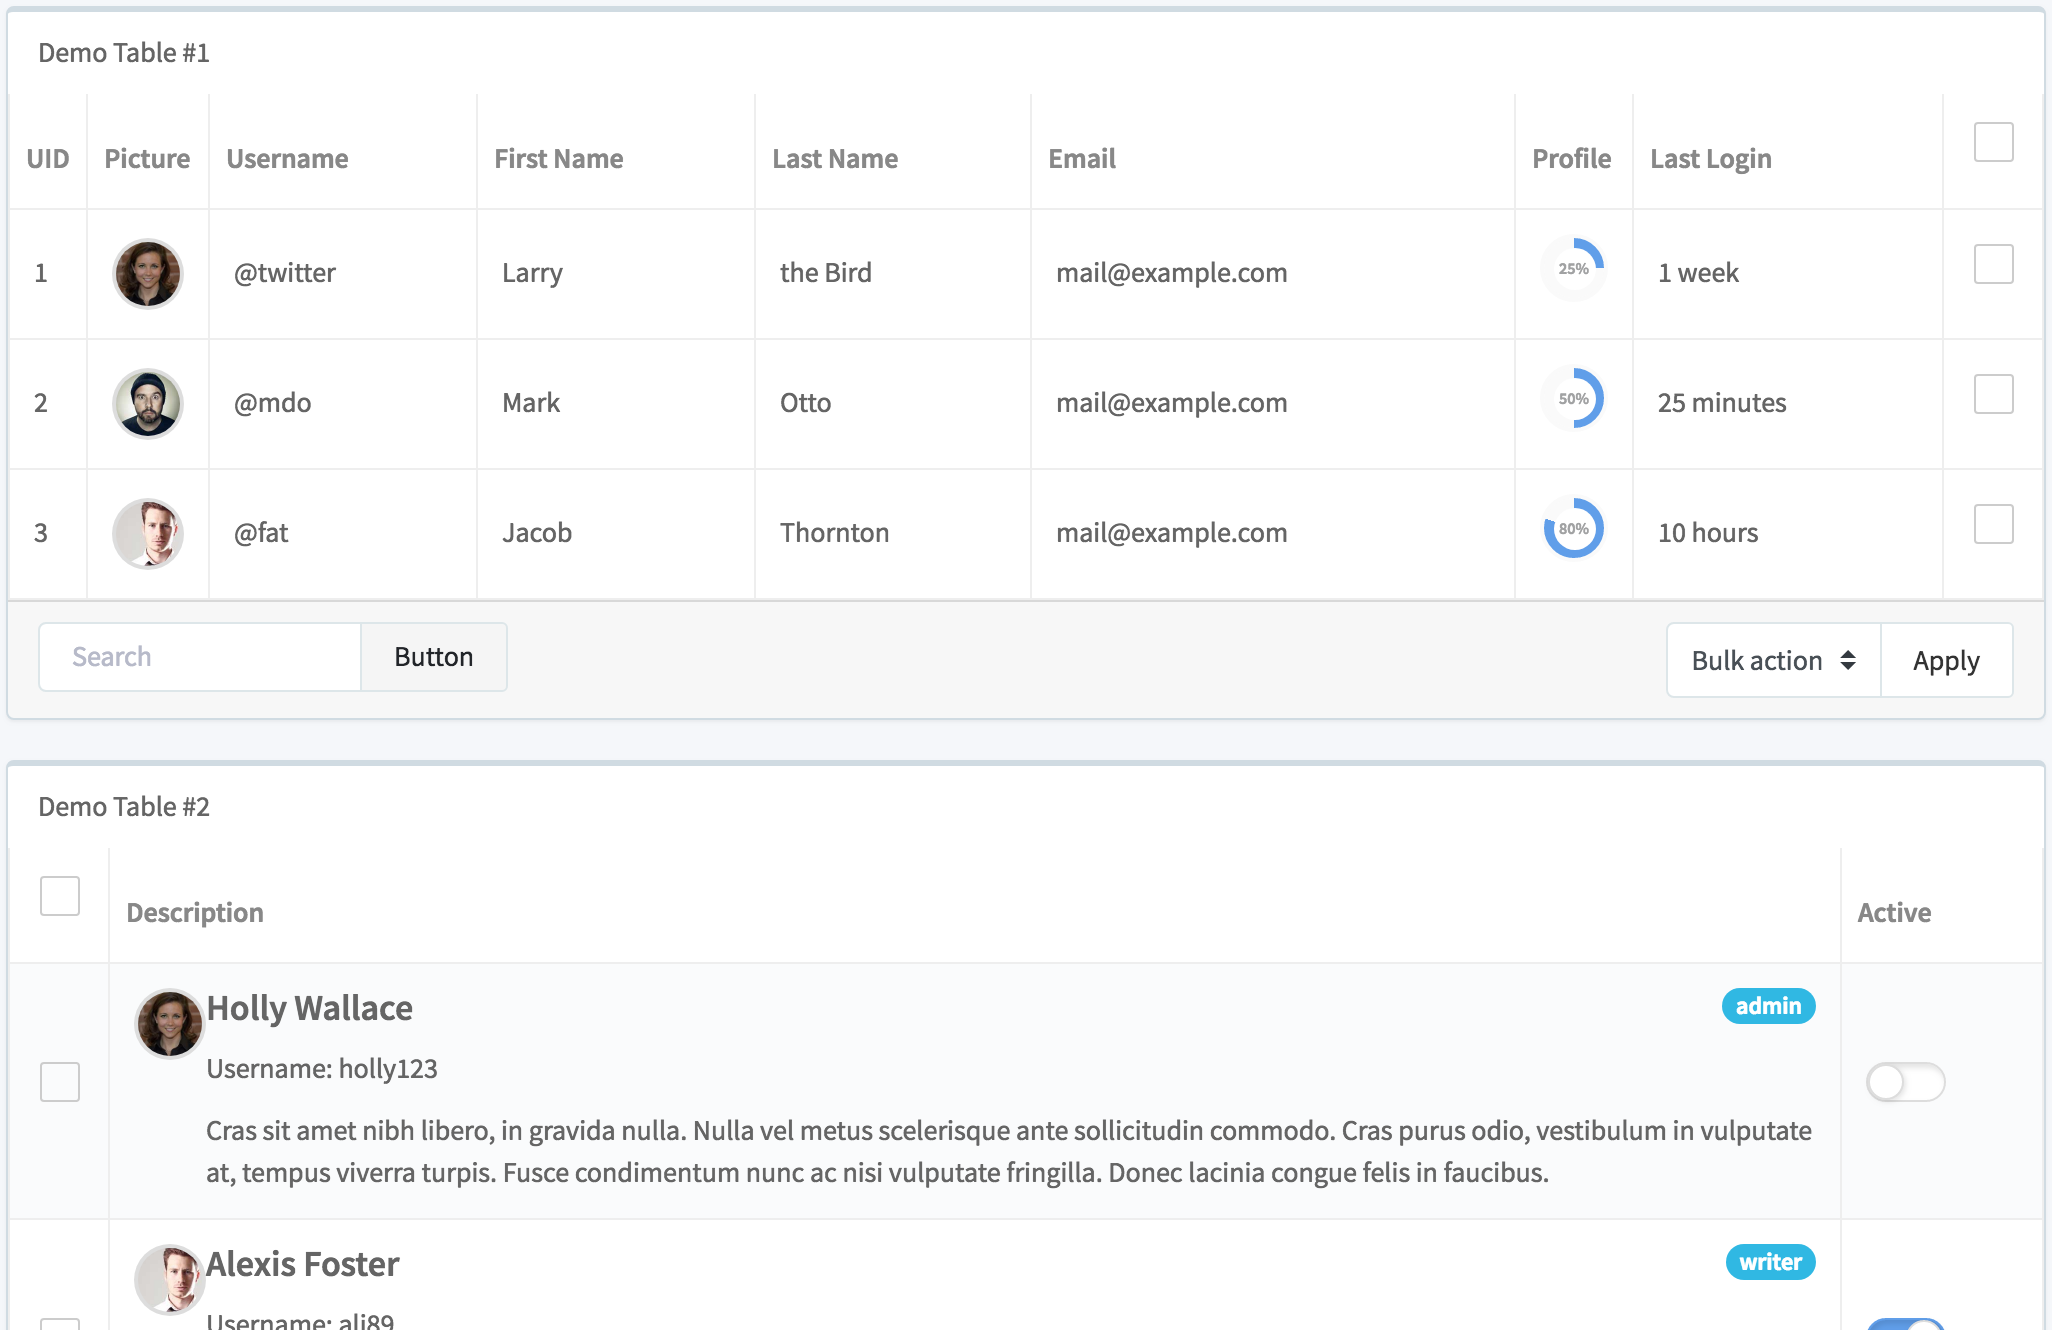 Demo Table #1
UID Picture Username First Name Last Name Email Profile Last Login
1 @twitter Larry the Bird mail@example.com 25% 1 week
2 @mdo Mark Otto mail@example.com 50% 25 minutes
3 @fat Jacob Thornton mail@example.com 80% 10 hours
Search Button Bulk action Apply
Demo Table #2
Description Active
Holly Wallace admin
Username: holly123
Cras sit amet nibh libero, in gravida nulla. Nulla vel metus scelerisque ante sollicitudin commodo. Cras purus odio, vestibulum in vulputate
at, tempus viverra turpis. Fusce condimentum nunc ac nisi vulputate fringilla. Donec lacinia congue felis in faucibus.
Alexis Foster writer
Username: ali89